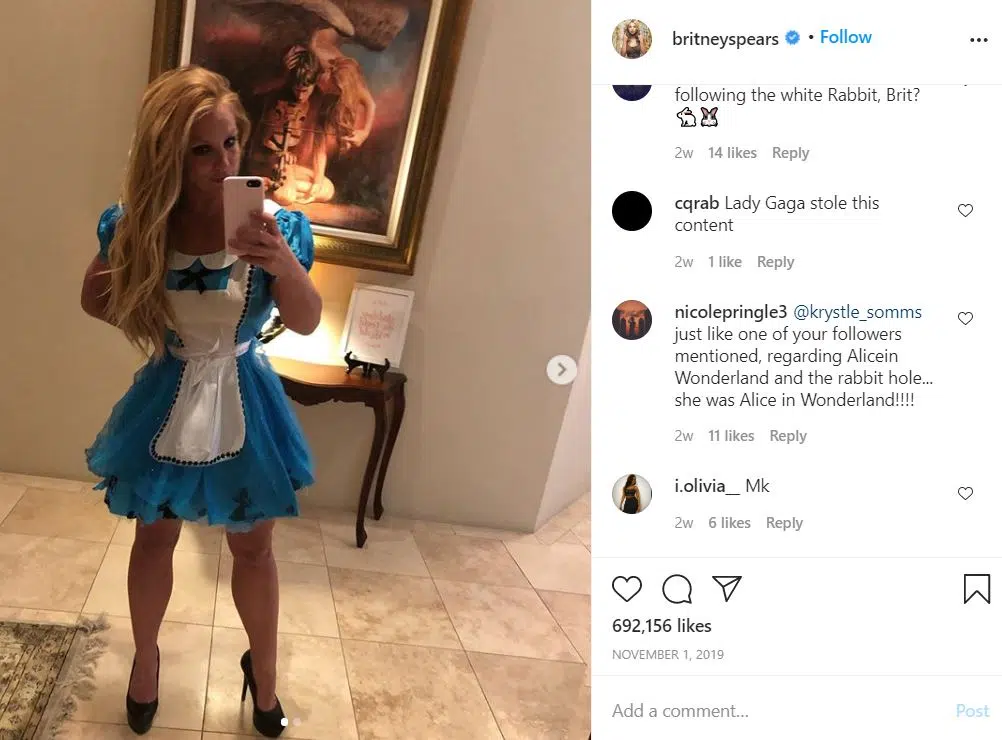 britneyspears • Follow
following the white Rabbit, Brit?
🐇🐰
2w 14 likes Reply
cqrab Lady Gaga stole this
content
2w 1 like Reply
nicolepringle3 @krystle_somms
just like one of your followers
mentioned, regarding Alicein
Wonderland and the rabbit hole...
she was Alice in Wonderland!!!!
2w 11 likes Reply
i.olivia__ Mk
2w 6 likes Reply
692,156 likes
NOVEMBER 1, 2019
Add a comment... Post